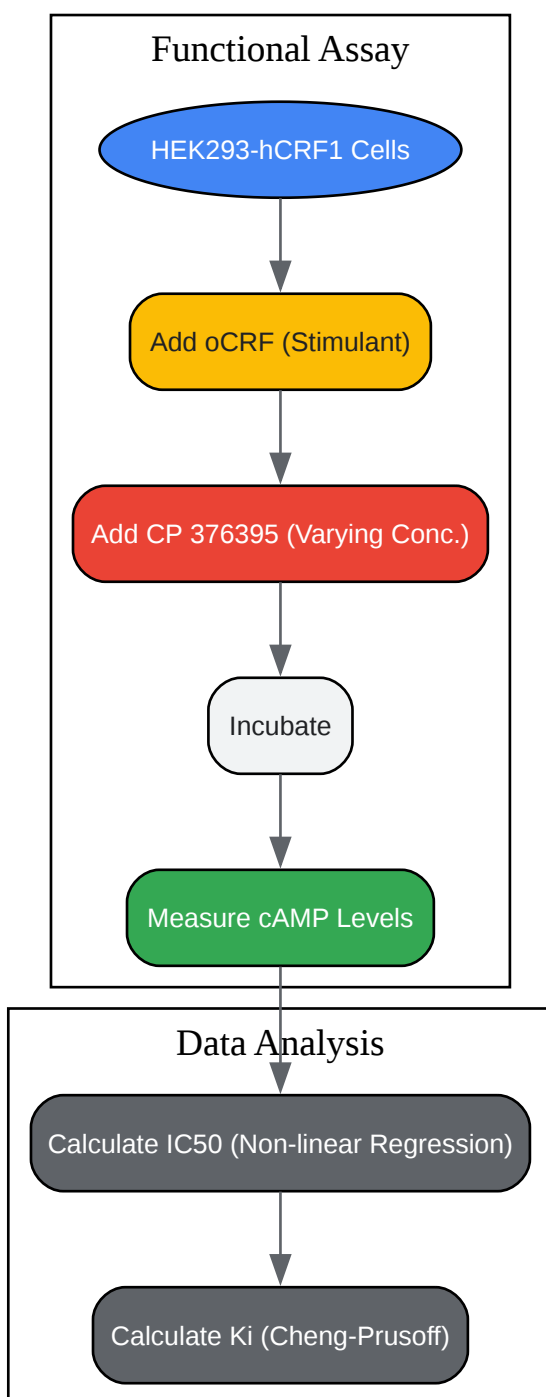 Functional Assay
HEK293-hCRF1 Cells
Add oCRF (Stimulant)
Add CP 376395 (Varying Conc.)
Incubate
Measure cAMP Levels
Data Analysis
Calculate IC50 (Non-linear Regression)
Calculate Ki (Cheng-Prusoff)